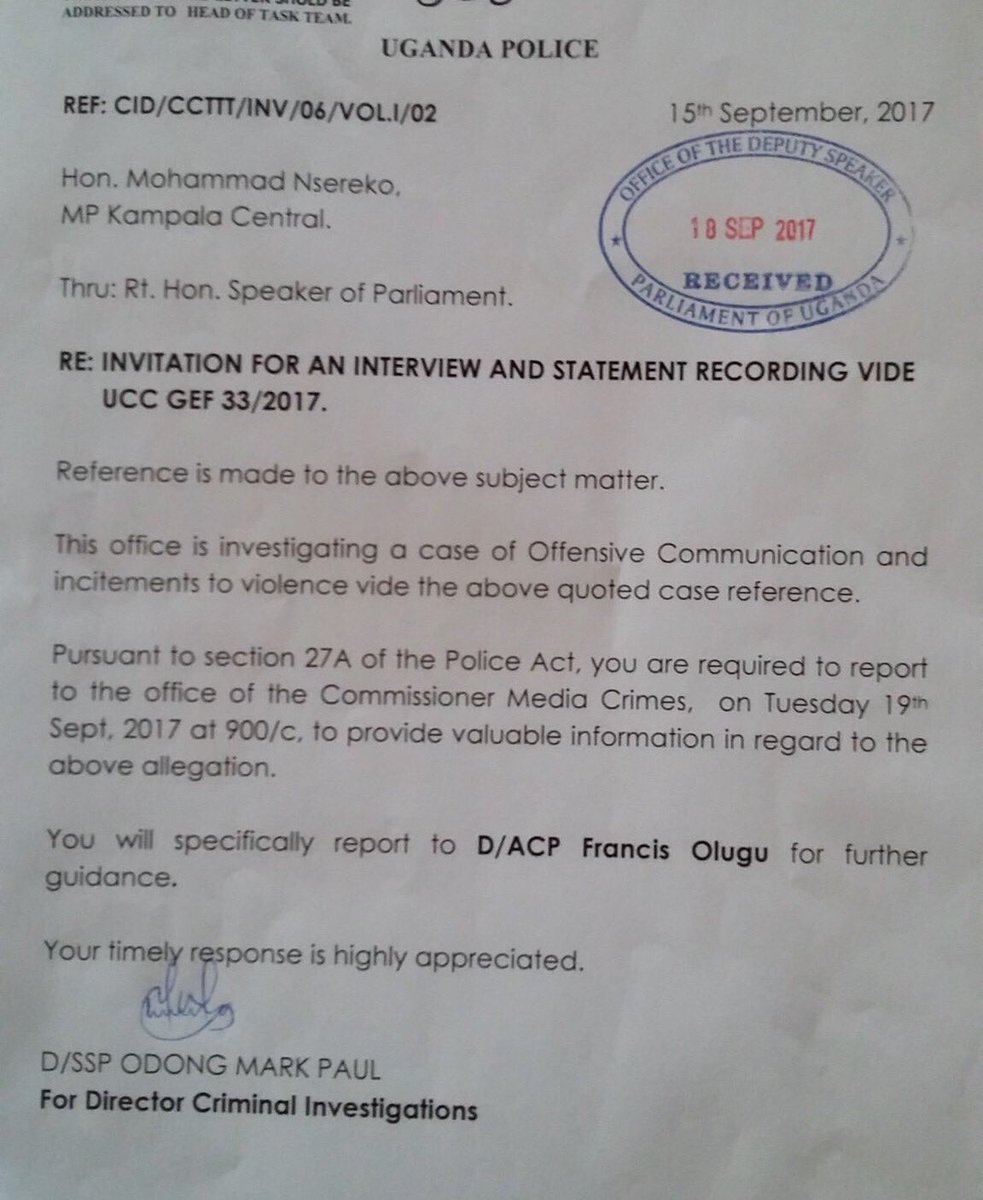 ADDRESSED TO HEAD OF TASK TEAM.
UGANDA POLICE
REF: CID/CCTTT/INV/06/VOL.I/02
15th September, 2017
OFFICE OF THE DEPUTY SPEAKER
18 SEP 2017
RECEIVED
PARLIAMENT OF UGANDA
Hon. Mohammad Nsereko,
MP Kampala Central.
Thru: Rt. Hon. Speaker of Parliament.
RE: INVITATION FOR AN INTERVIEW AND STATEMENT RECORDING VIDE
UCC GEF 33/2017.
Reference is made to the above subject matter.
This office is investigating a case of Offensive Communication and
incitements to violence vide the above quoted case reference.
Pursuant to section 27A of the Police Act, you are required to report
to the office of the Commissioner Media Crimes, on Tuesday 19th
Sept, 2017 at 900/c, to provide valuable information in regard to the
above allegation.
You will specifically report to D/ACP Francis Olugu for further
guidance.
Your timely response is highly appreciated.
D/SSP ODONG MARK PAUL
For Director Criminal Investigations